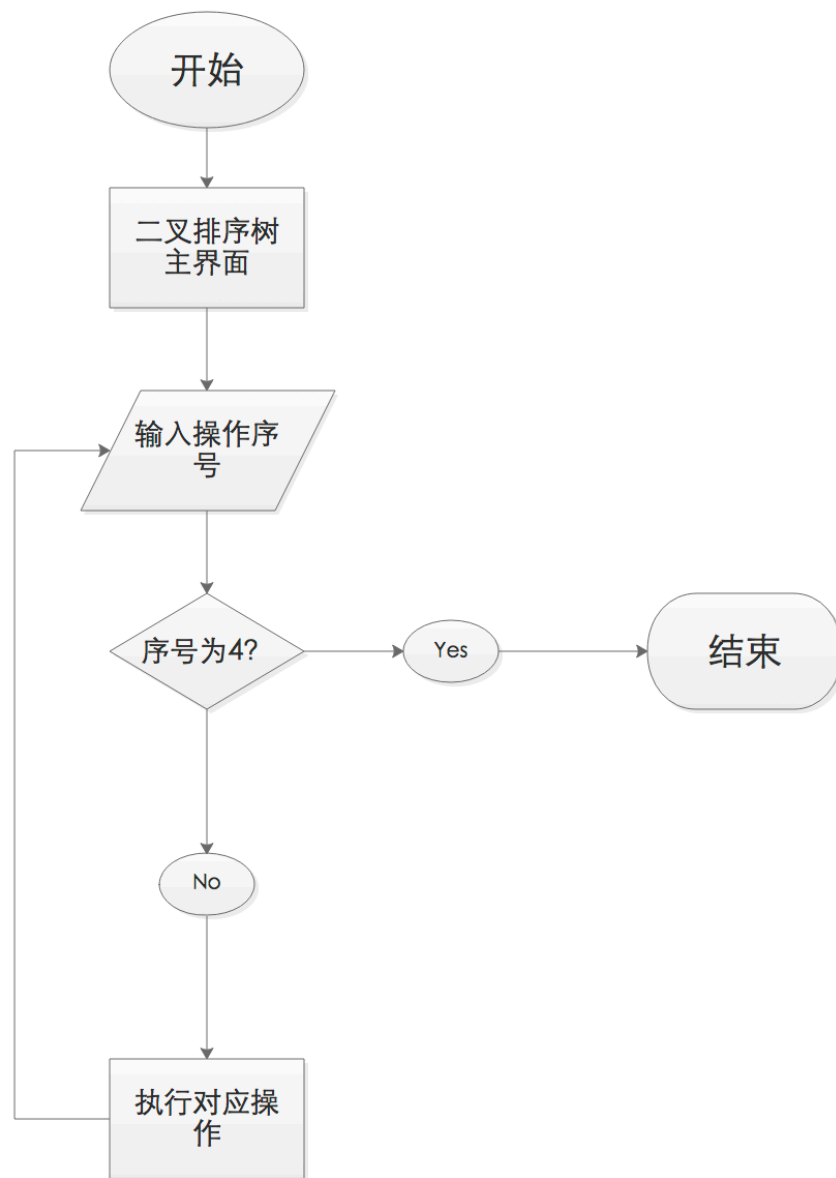 开始
二叉排序树
主界面
输入操作序
号
序号为4?
Yes
结束
No
执行对应操
作